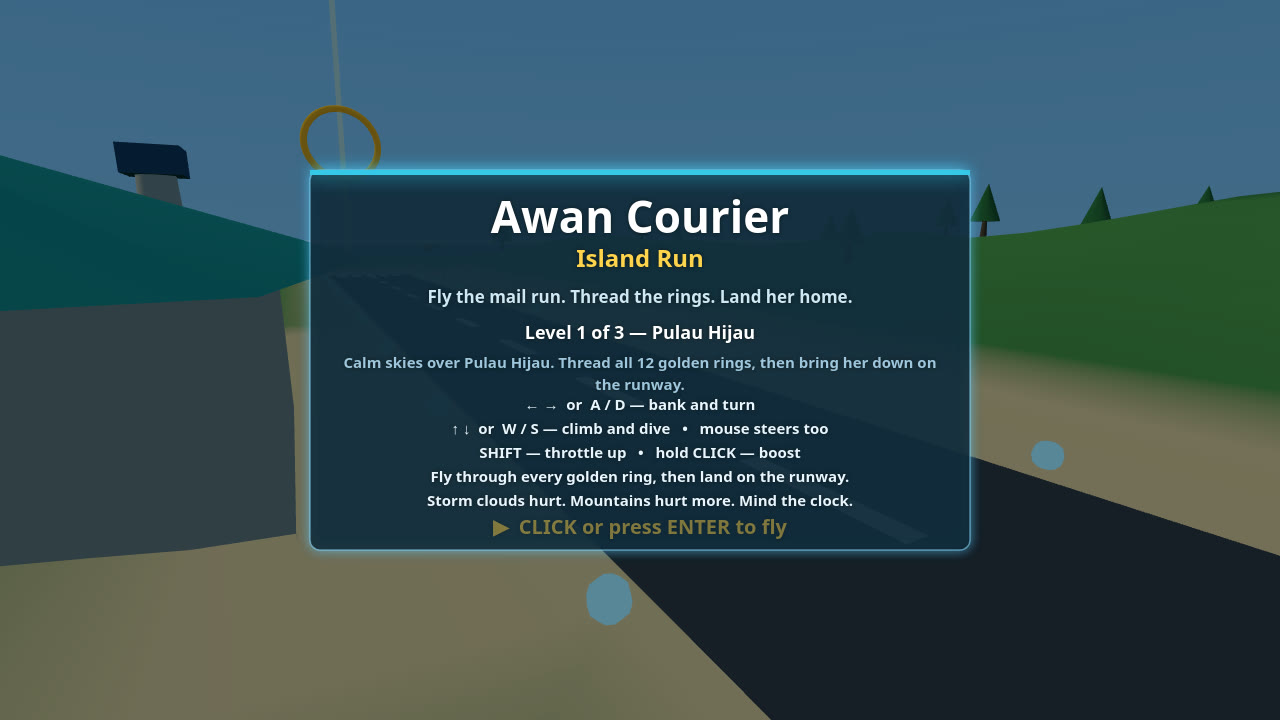 Awan Courier
Island Run
Fly the mail run. Thread the rings. Land her home.
Level 1 of 3 — Pulau Hijau
Calm skies over Pulau Hijau. Thread all 12 golden rings, then bring her down on
the runway.
← → or A / D — bank and turn
↑ ↓ or W / S — climb and dive • mouse steers too
SHIFT — throttle up • hold CLICK — boost
Fly through every golden ring, then land on the runway.
Storm clouds hurt. Mountains hurt more. Mind the clock.
▶ CLICK or press ENTER to fly